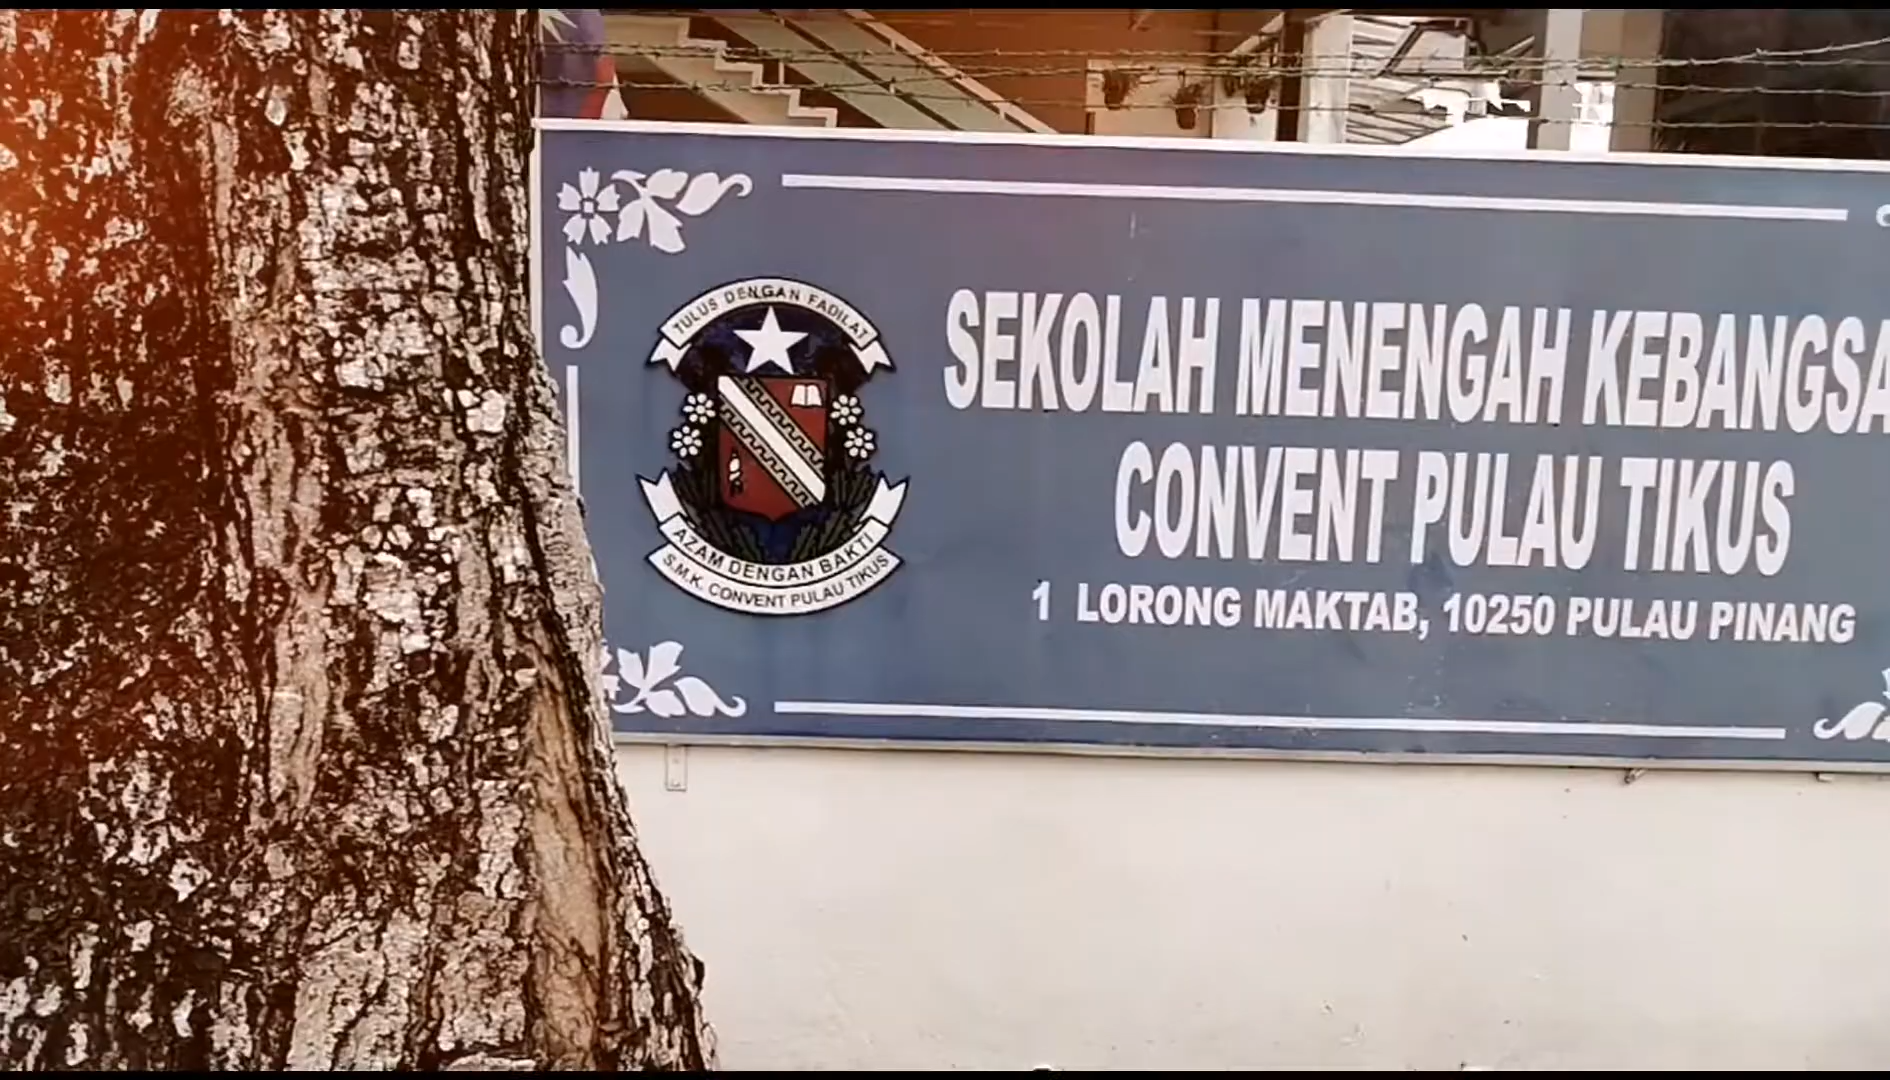 TULUS DENGAN FADILAT
AZAM DENGAN BAKTI
S.M.K. CONVENT PULAU TIKUS
SEKOLAH MENENGAH KEBANGSA
CONVENT PULAU TIKUS
1 LORONG MAKTAB, 10250 PULAU PINANG